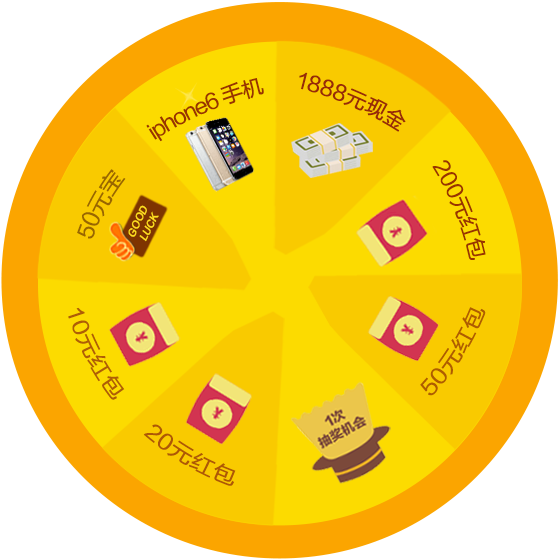 iphone6 手机
1888元现金
200元红包
50元红包
1次
抽奖机会
20元红包
10元红包
50元宝
GOOD
LUCK
¥
¥
¥
¥